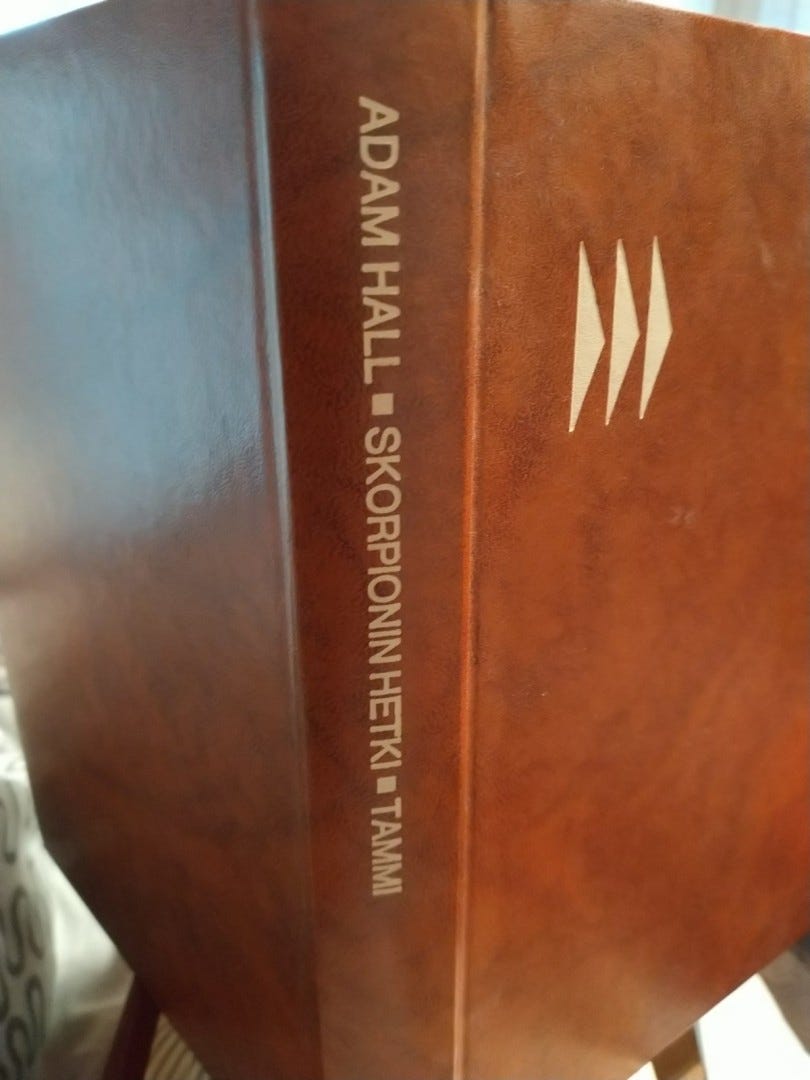 ADAM HALL ■ SKORPIONIN HETKI ■ TAMMI